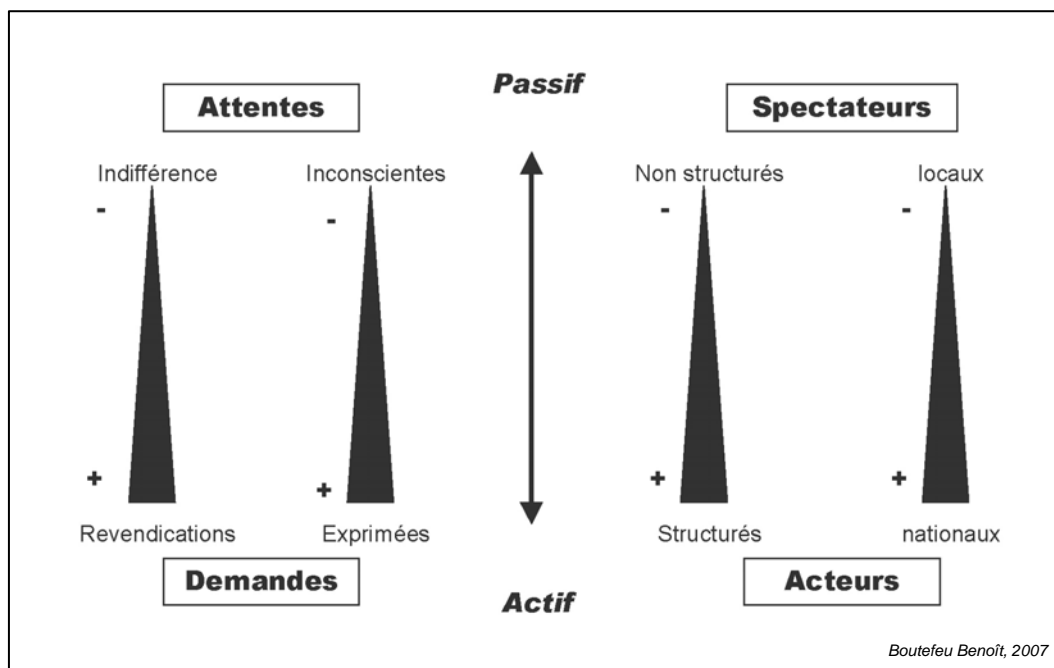 Passif
Attentes
Spectateurs
Indifférence
Inconscientes
Non structurés
locaux
-
-
-
-
+
+
+
+
Revendications
Exprimées
Structurés
nationaux
Demandes
Acteurs
Actif
Boutefeu Benoît, 2007